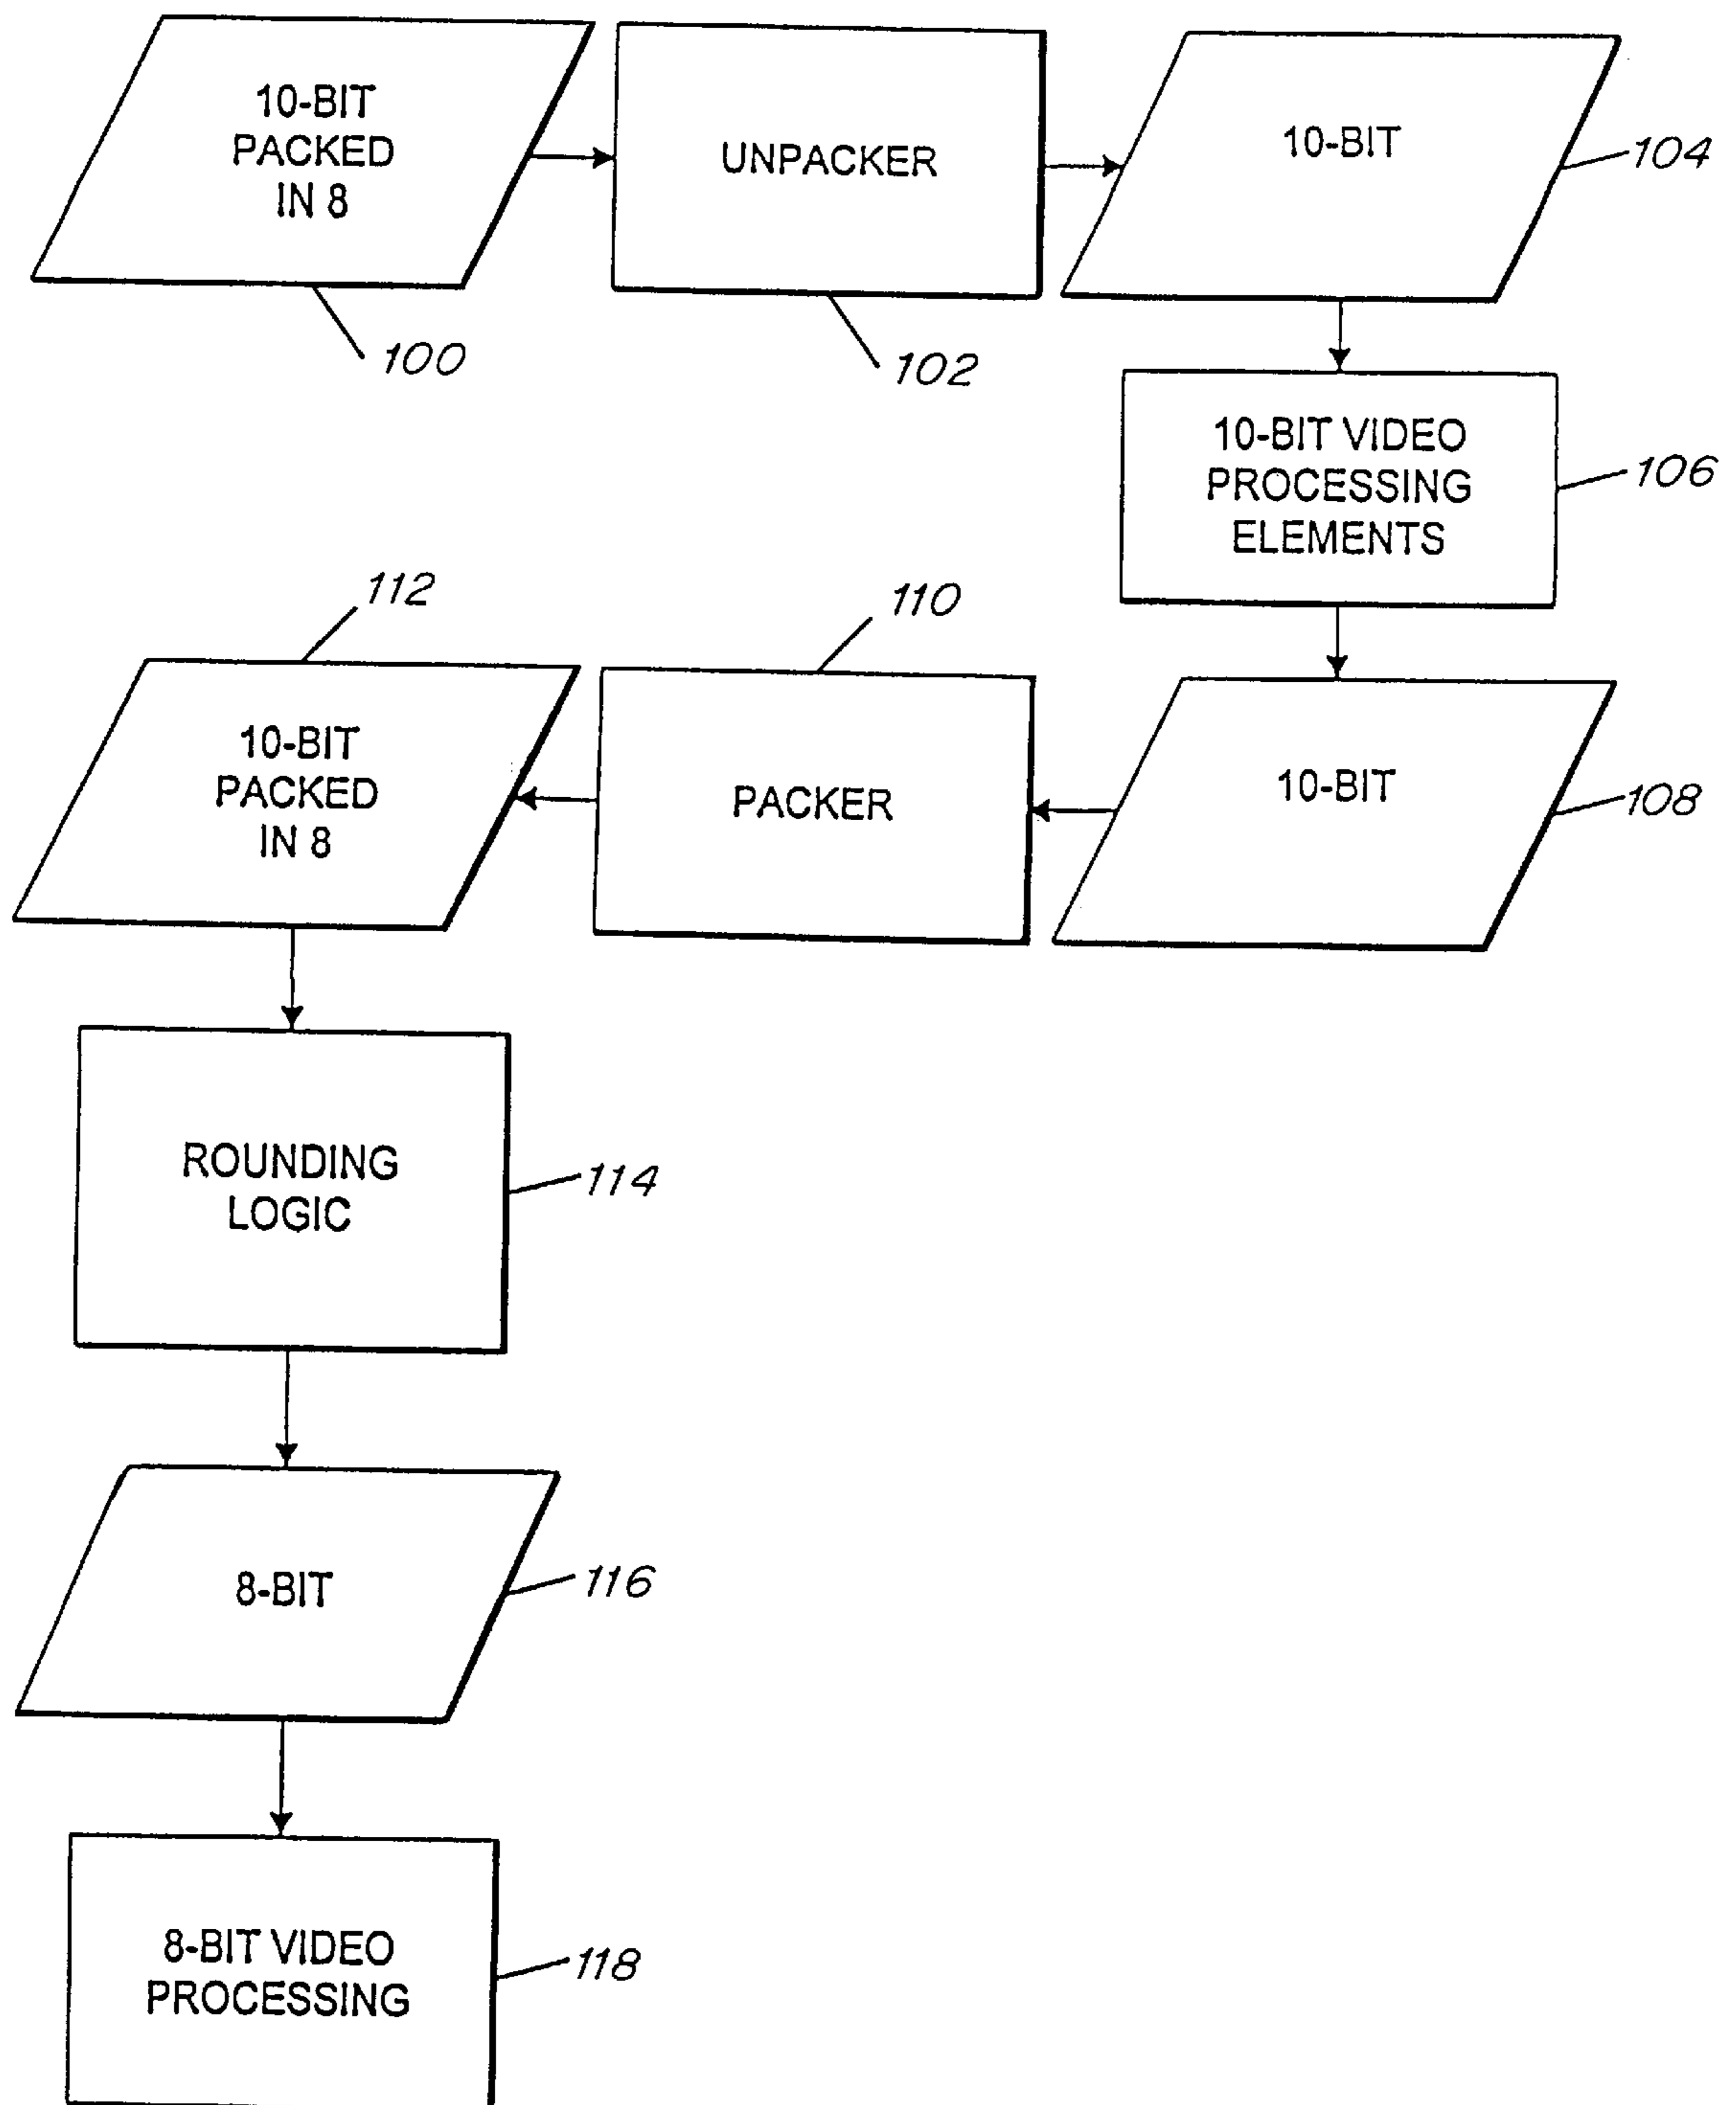 10-BIT
PACKED
IN 8
UNPACKER
10-BIT
104
100
102
10-BIT VIDEO
PROCESSING
ELEMENTS
106
112
110
10-BIT
PACKED
IN 8
PACKER
10-BIT
108
ROUNDING
LOGIC
114
8-BIT
116
8-BIT VIDEO
PROCESSING
118